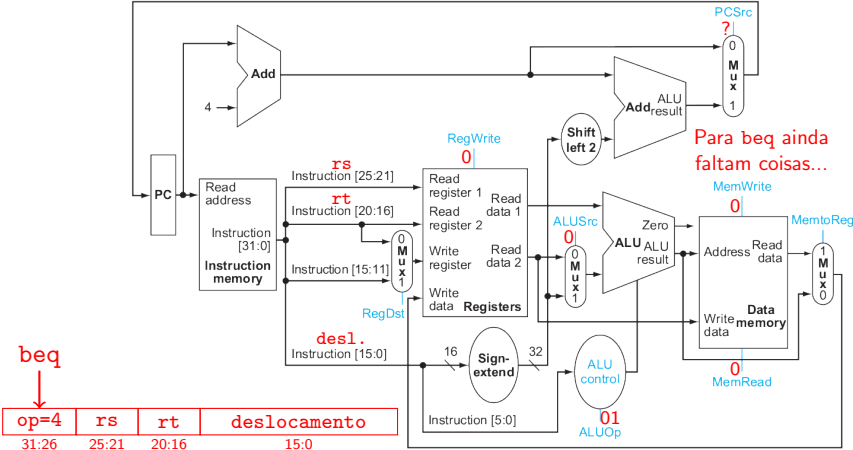 PCSrc
?
0
Mux
1
Add
4
Add
ALU
result
Shift
left 2
Para beq ainda
faltam coisas...
RegWrite
0
rs
Instruction [25:21]
rt
Instruction [20:16]
Instruction [15:11]
desl.
Instruction [15:0]
PC
Read
address
Instruction
[31:0]
Instruction
memory
0
Mux
1
RegDst
Read
register 1
Read
register 2
Write
register
Write
data
Read
data 1
Read
data 2
Registers
ALUSrc
0
0
Mux
1
Zero
ALU
ALU
result
MemWrite
0
Address
Read
data
Write
data
Data
memory
0
MemRead
MemtoReg
1
Mux
0
16
Sign-
extend
32
ALU
control
01
ALUOp
Instruction [5:0]
beq
op=4 rs rt deslocamento
31:26 25:21 20:16 15:0